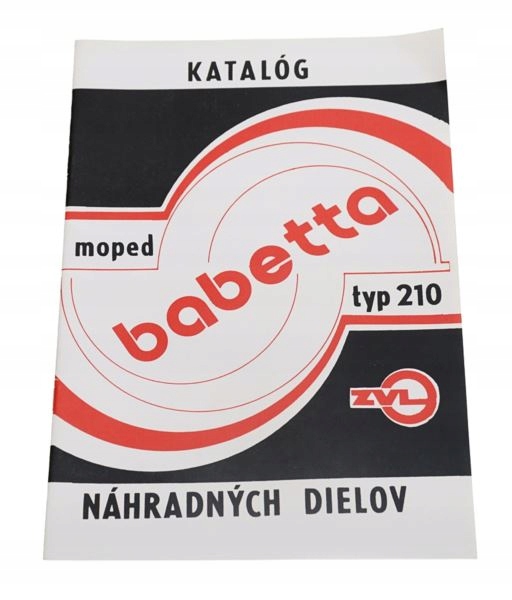 KATALÓG
moped
babetta
typ 210
ZVL
NÁHRADNÝCH DIELOV